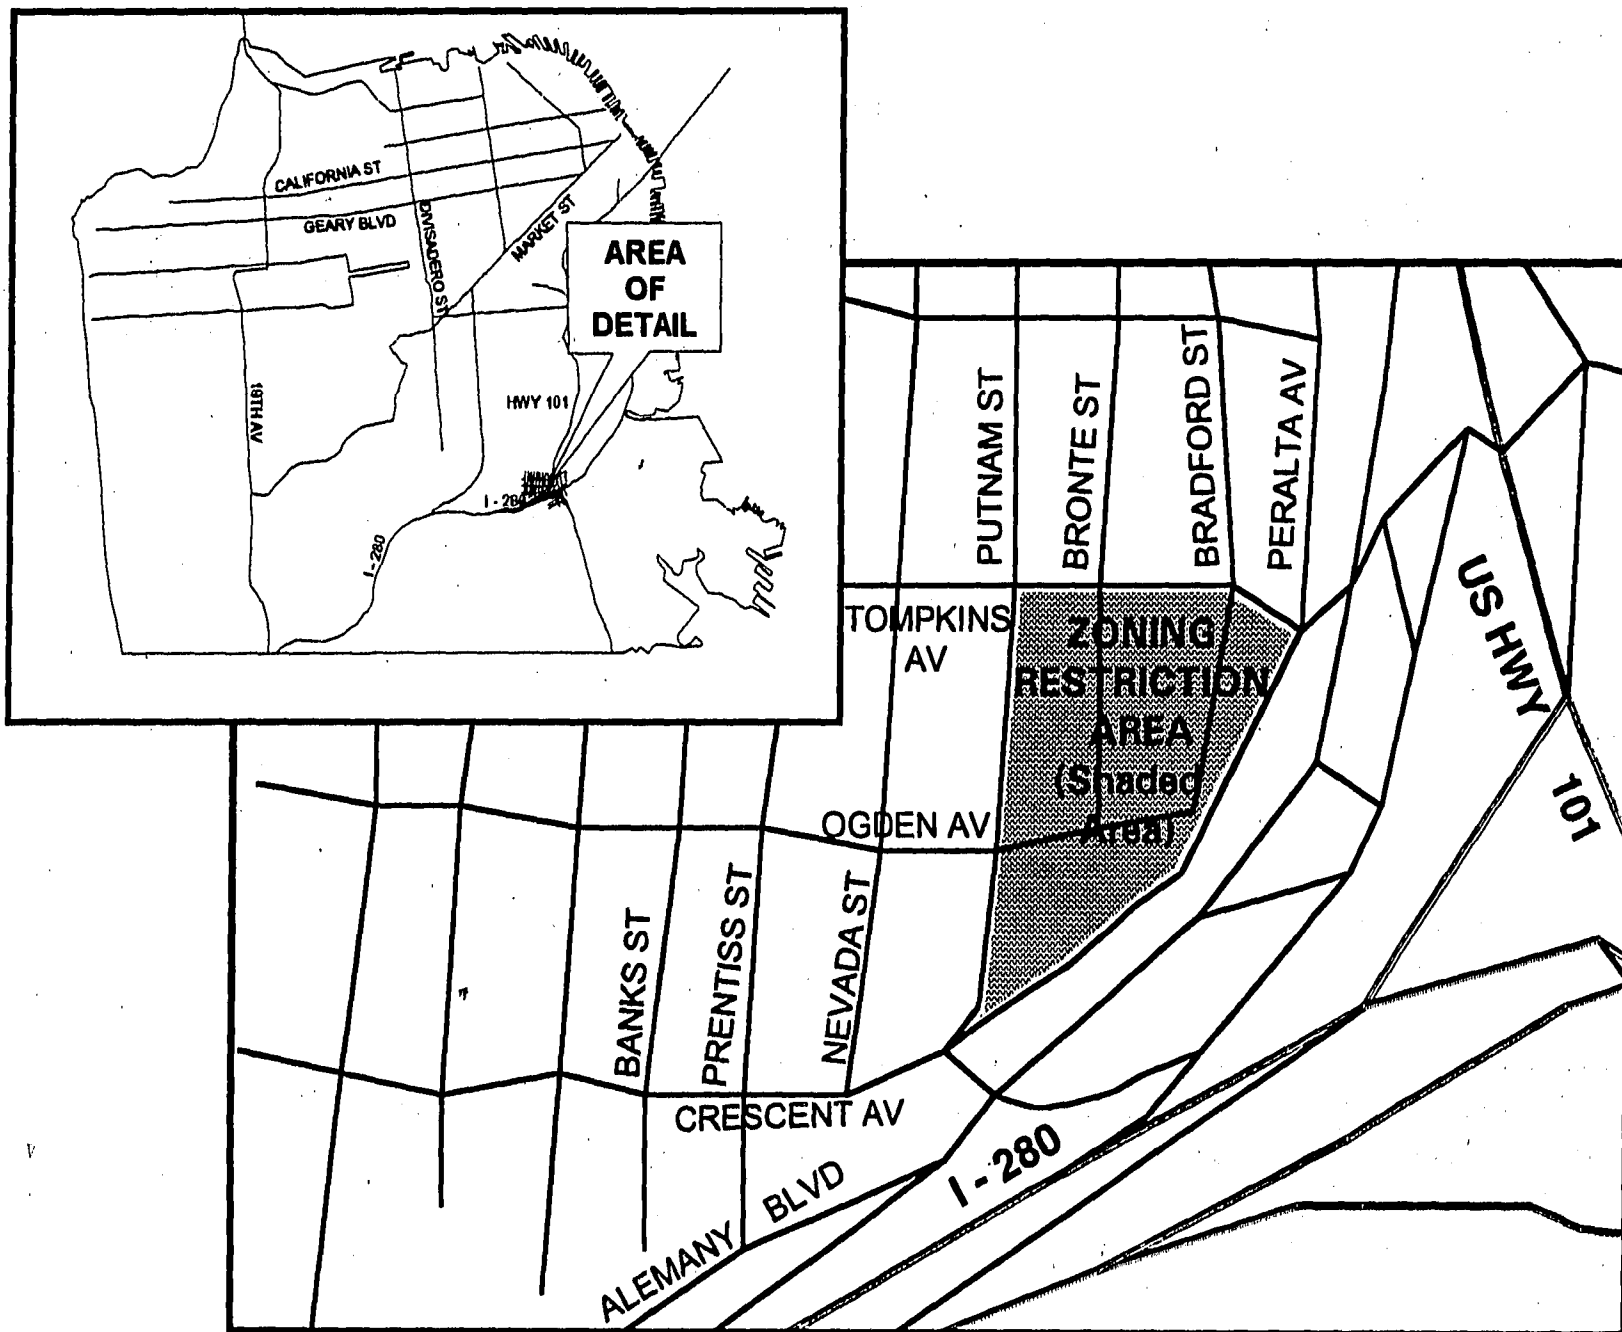 CALIFORNIA ST
GEARY BLVD
DIVISADERO ST
MARKET ST
AREA
OF
DETAIL
19TH AV
HWY 101
I - 280
I - 280
PUTNAM ST
BRONTE ST
BRADFORD ST
PERALTA AV
US HWY
101
TOMPKINS
AV
ZONING
RESTRICTION
AREA
(Shaded
Area)
OGDEN AV
BANKS ST
PRENTISS ST
NEVADA ST
CRESCENT AV
I - 280
ALEMANY BLVD